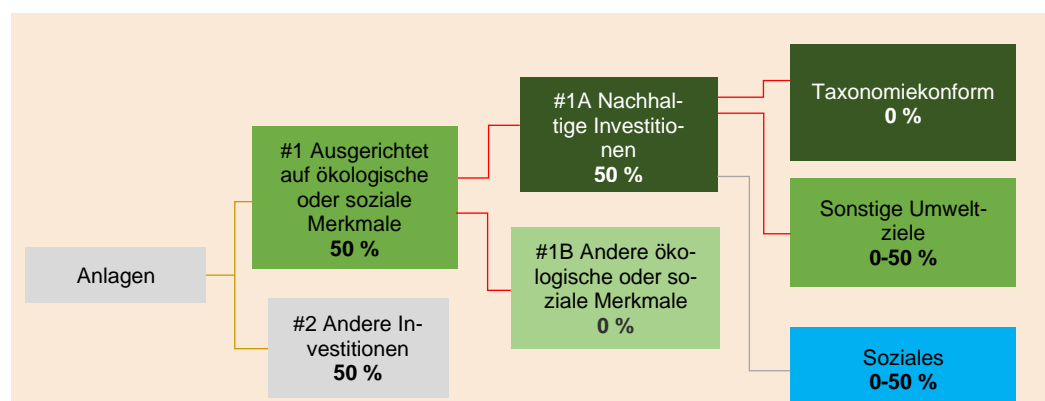 Anlagen
#1 Ausgerichtet
auf ökologische
oder soziale
Merkmale
50 %
#2 Andere In-
vestitionen
50 %
#1A Nachhal-
tige Investitio-
nen
50 %
#1B Andere öko-
logische oder so-
ziale Merkmale
0 %
Taxonomiekonform
0 %
Sonstige Umwelt-
ziele
0-50 %
Soziales
0-50 %